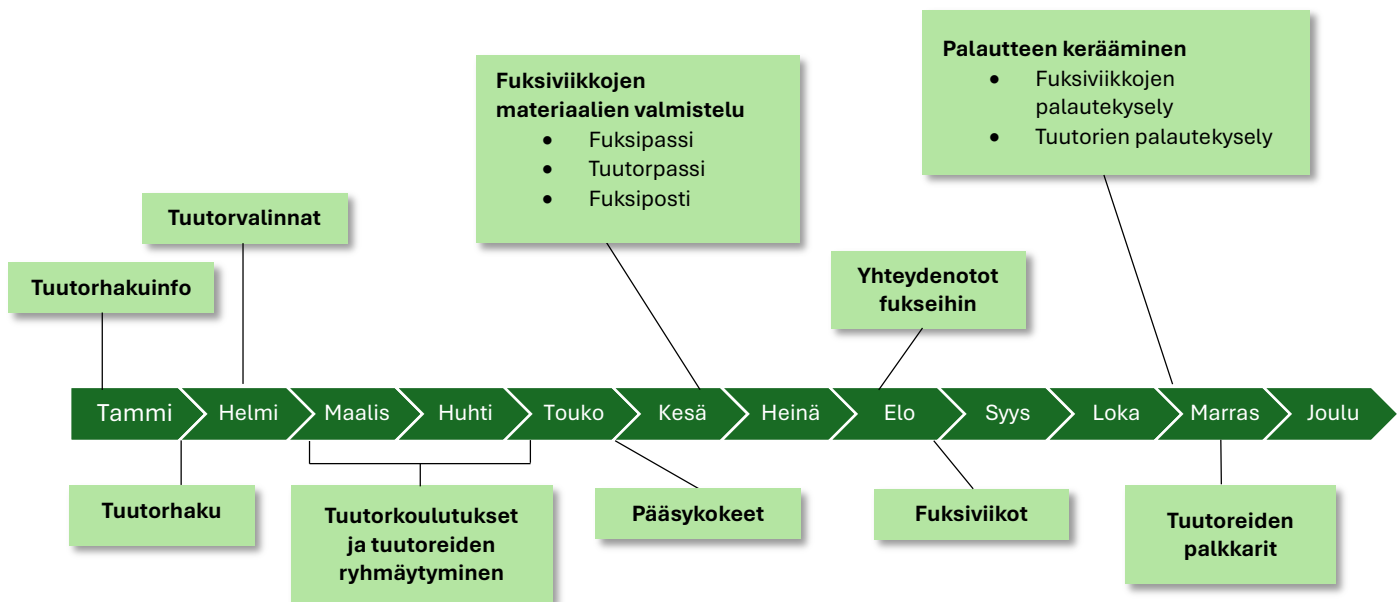 Palautteen kerääminen
• Fuksiviikkojen
palautekysely
• Tuutorien palautekysely
Fuksiviikkojen
materiaalien valmistelu
• Fuksipassi
• Tuutorpassi
• Fuksiposti
Tuutorvalinnat
Tuutorhakuinfo
Yhteydenotot
fukseihin
Tammi Helmi Maalis Huhti Touko Kesä Heinä Elo Syys Loka Marras Joulu
Tuutorhaku
Tuutorkoulutukset
ja tuutoreiden
ryhmäytyminen
Pääsykokeet
Fuksiviikot
Tuutoreiden
palkkarit